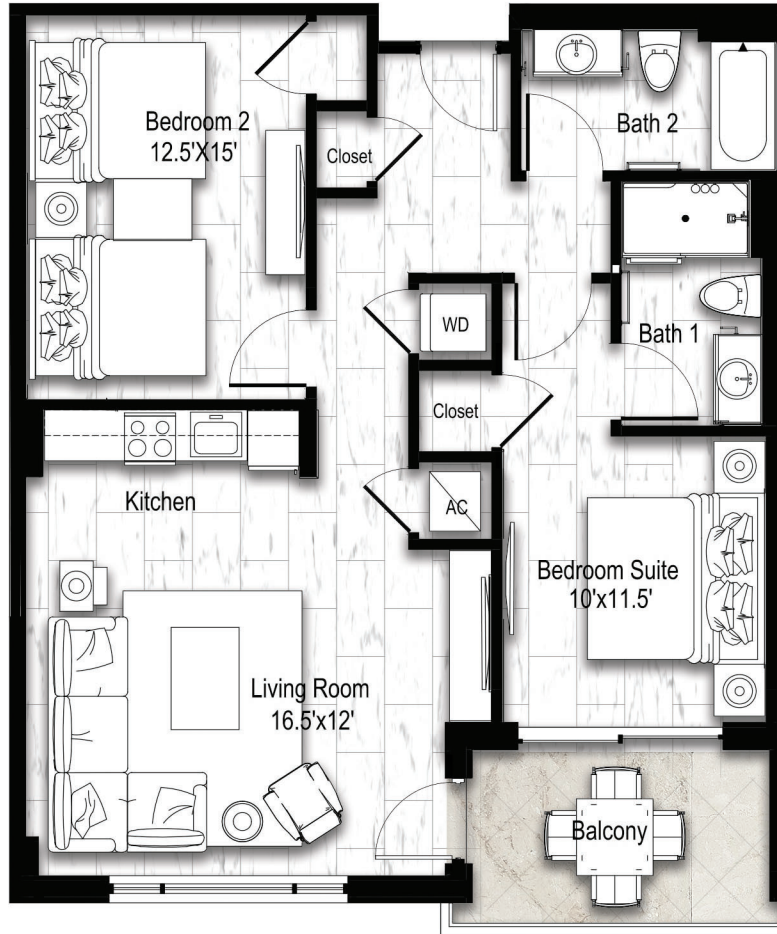 Bedroom 2
12.5'X15'
Closet
Bath 2
WD
Bath 1
Closet
Kitchen
AC
Bedroom Suite
10'x11.5'
Living Room
16.5'x12'
Balcony